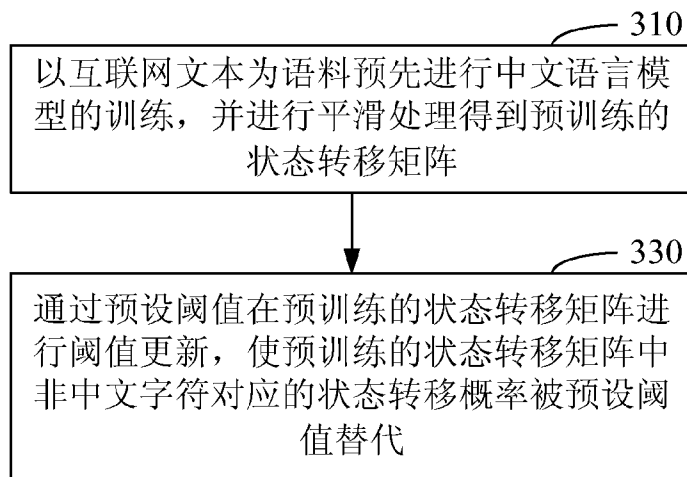 310
以互联网文本为语料预先进行中文语言模
型的训练，并进行平滑处理得到预训练的
状态转移矩阵
330
通过预设阈值在预训练的状态转移矩阵进
行阈值更新，使预训练的状态转移矩阵中
非中文字符对应的状态转移概率被预设阈
值替代